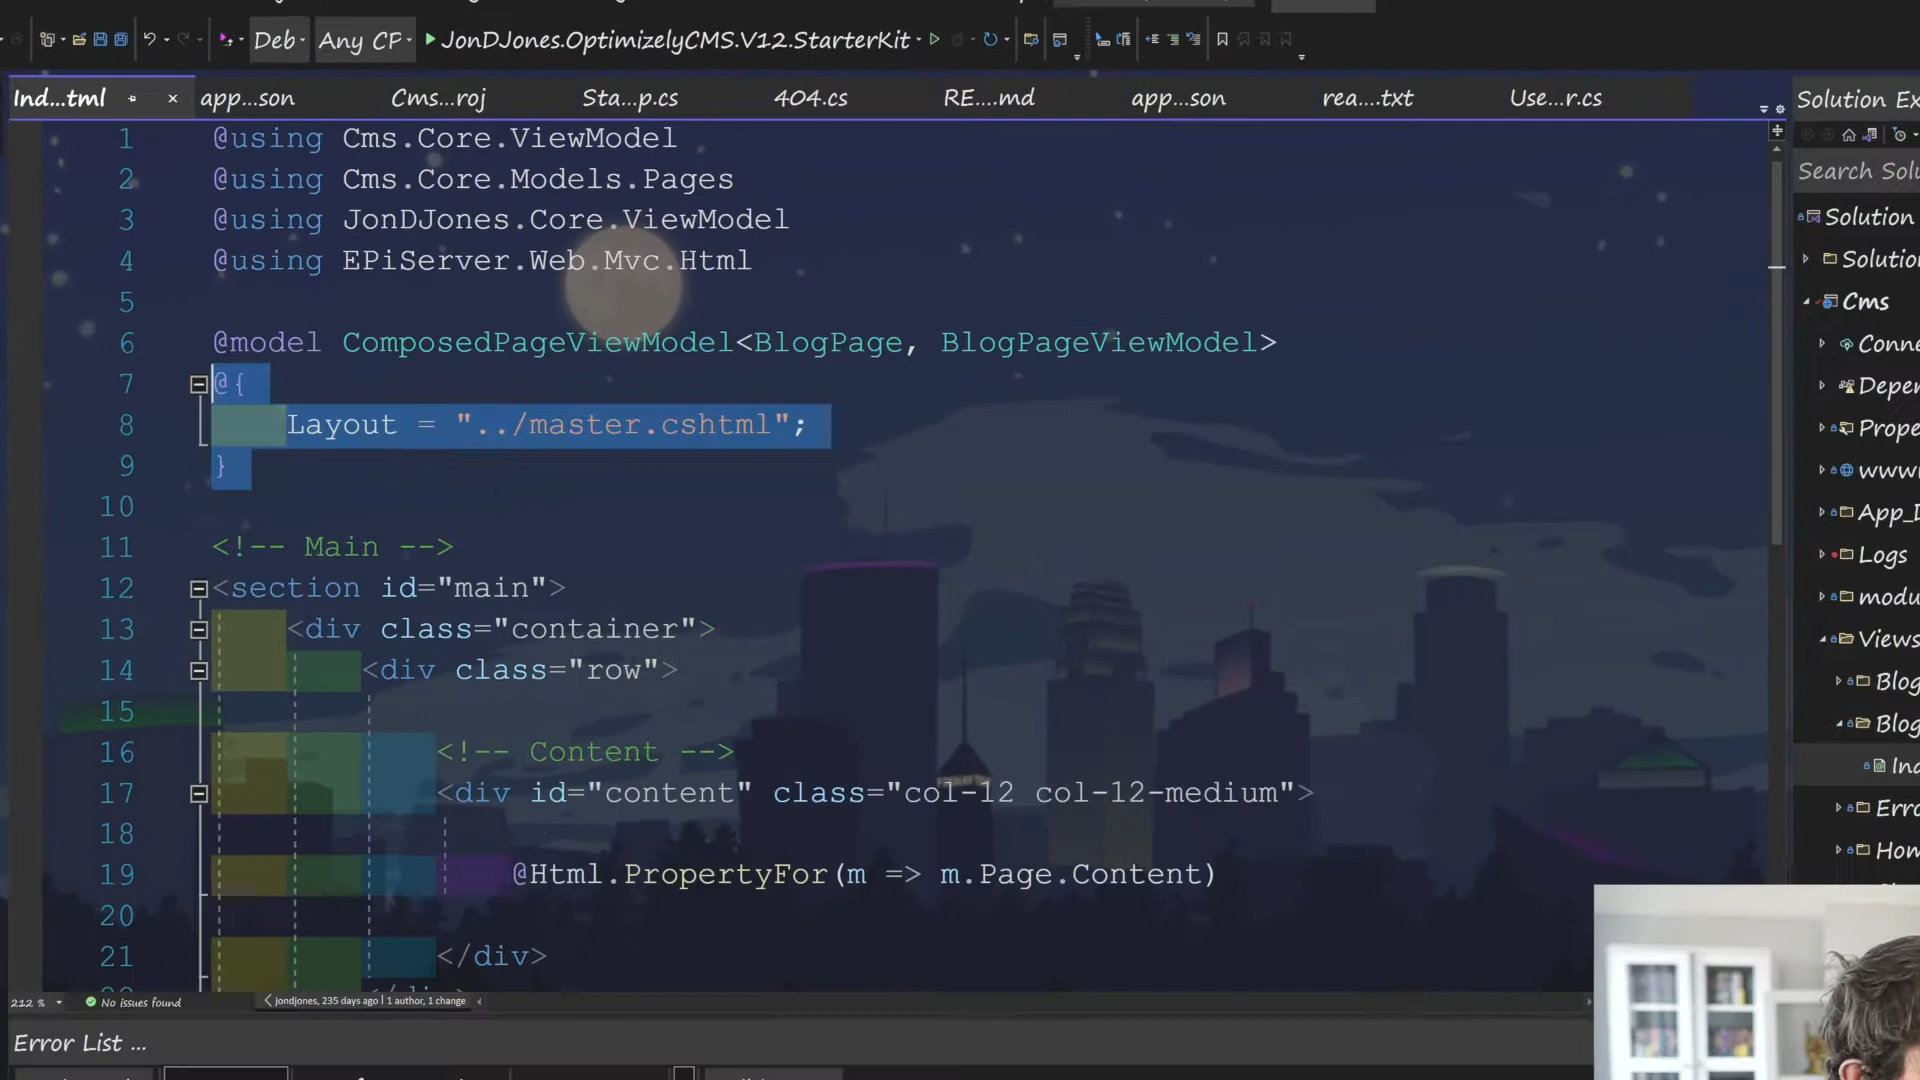 Deb
Any CP
JonDJones.OptimizelyCMS.V12.StarterKit
Ind...tml
app...son
Cms...roj
Sta...p.cs
404.cs
RE....md
app...son
rea...txt
Use...r.cs
1 @using Cms.Core.ViewModel
2 @using Cms.Core.Models.Pages
3 @using JonDJones.Core.ViewModel
4 @using EPiServer.Web.Mvc.Html
5
6 @model ComposedPageViewModel<BlogPage, BlogPageViewModel>
7 @{
8 Layout = "../master.cshtml";
9 }
10
11 <!-- Main -->
12 <section id="main">
13 <div class="container">
14 <div class="row">
15
16 <!-- Content -->
17 <div id="content" class="col-12 col-12-medium">
18
19 @Html.PropertyFor(m => m.Page.Content)
20
21 </div>
212 %
No issues found
jondjones, 235 days ago | 1 author, 1 change
Error List ...
Solution Ex
Search Solu
Solution
Solution
Cms
Conne
Depen
Prope
www
App_D
Logs
modu
Views
Blog
Blog
Ind
Erro
Hom